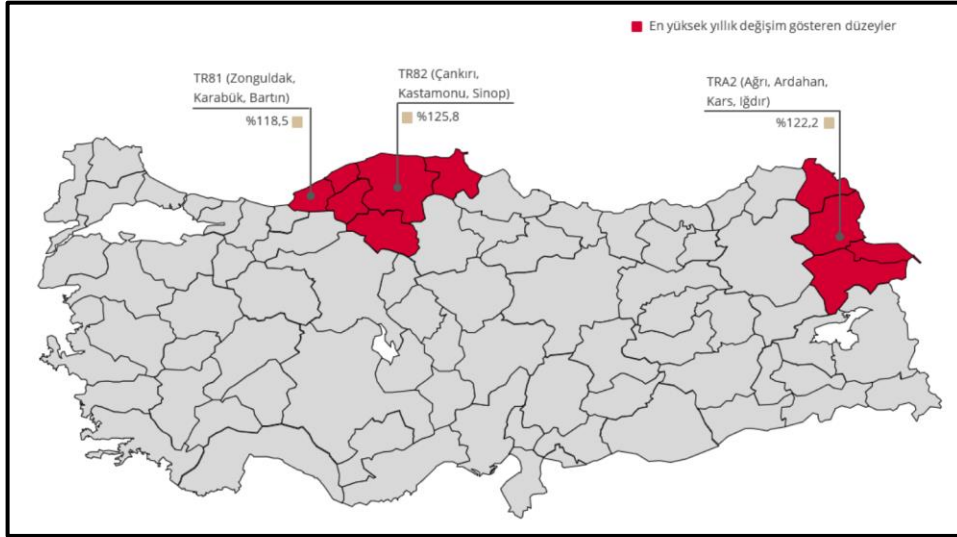 En yüksek yıllık değişim gösteren düzeyler
TR81 (Zonguldak,
Karabük, Bartın)
%118,5
TR82 (Çankırı,
Kastamonu, Sinop)
%125,8
TRA2 (Ağrı, Ardahan,
Kars, Iğdır)
%122,2